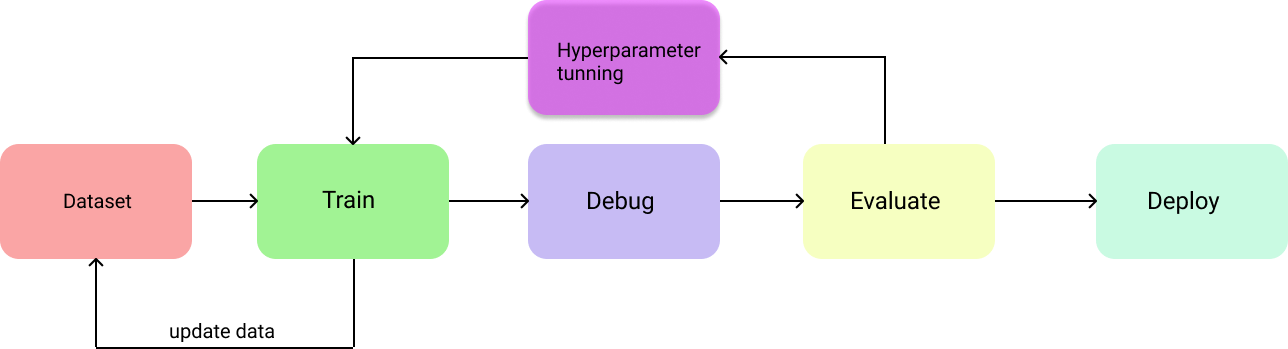 Hyperparameter
tunning
Dataset
Train
Debug
Evaluate
Deploy
update data